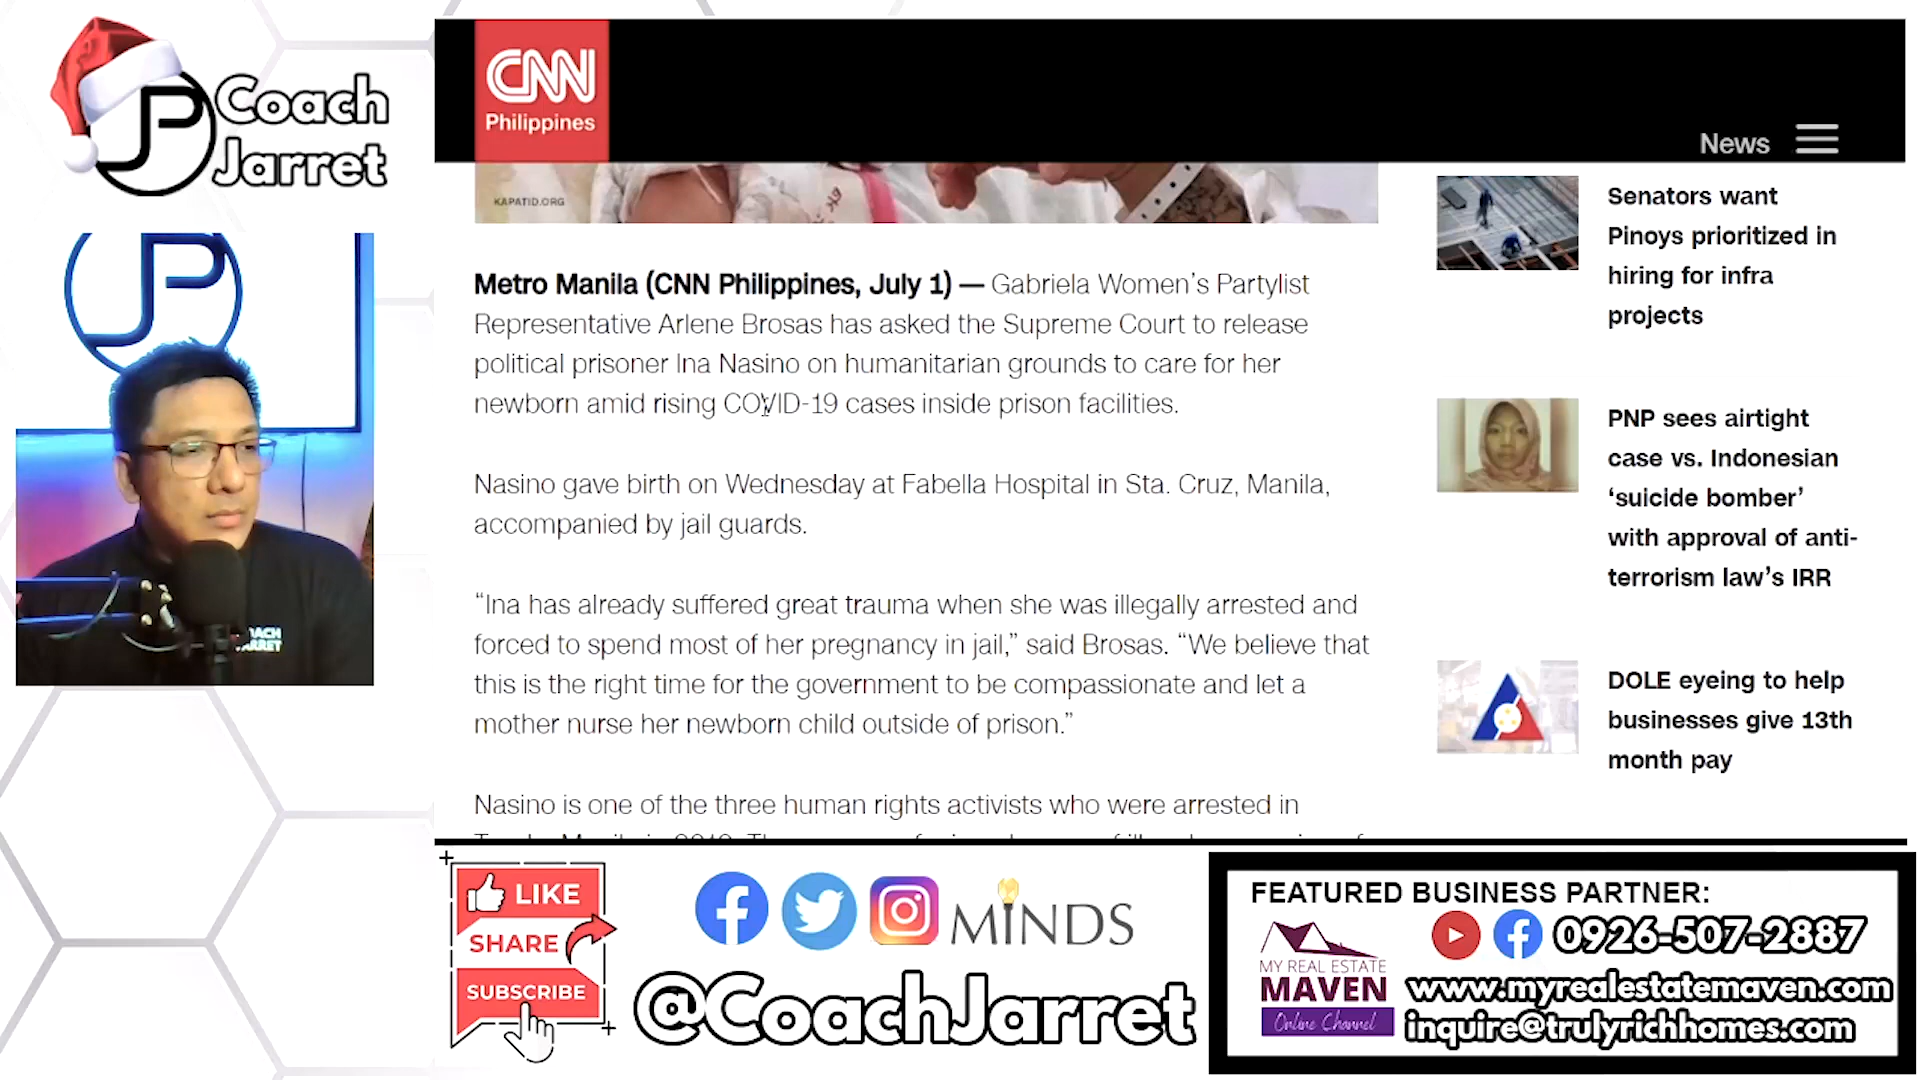 Coach
Jarret
JP
CNN
Philippines
News
KAPATID.ORG
Metro Manila (CNN Philippines, July 1) — Gabriela Women's Partylist
Representative Arlene Brosas has asked the Supreme Court to release
political prisoner Ina Nasino on humanitarian grounds to care for her
newborn amid rising COVID-19 cases inside prison facilities.
Nasino gave birth on Wednesday at Fabella Hospital in Sta. Cruz, Manila,
accompanied by jail guards.
“Ina has already suffered great trauma when she was illegally arrested and
forced to spend most of her pregnancy in jail,” said Brosas. “We believe that
this is the right time for the government to be compassionate and let a
mother nurse her newborn child outside of prison.”
Nasino is one of the three human rights activists who were arrested in
Senators want
Pinoys prioritized in
hiring for infra
projects
PNP sees airtight
case vs. Indonesian
‘suicide bomber’
with approval of anti-
terrorism law’s IRR
DOLE eyeing to help
businesses give 13th
month pay
JP
COACH
JARRET
LIKE
SHARE
SUBSCRIBE
MINDS
@CoachJarret
FEATURED BUSINESS PARTNER:
0926-507-2887
MY REAL ESTATE
MAVEN
Online Channel
www.myrealestatemaven.com
inquire@trulyrichhomes.com